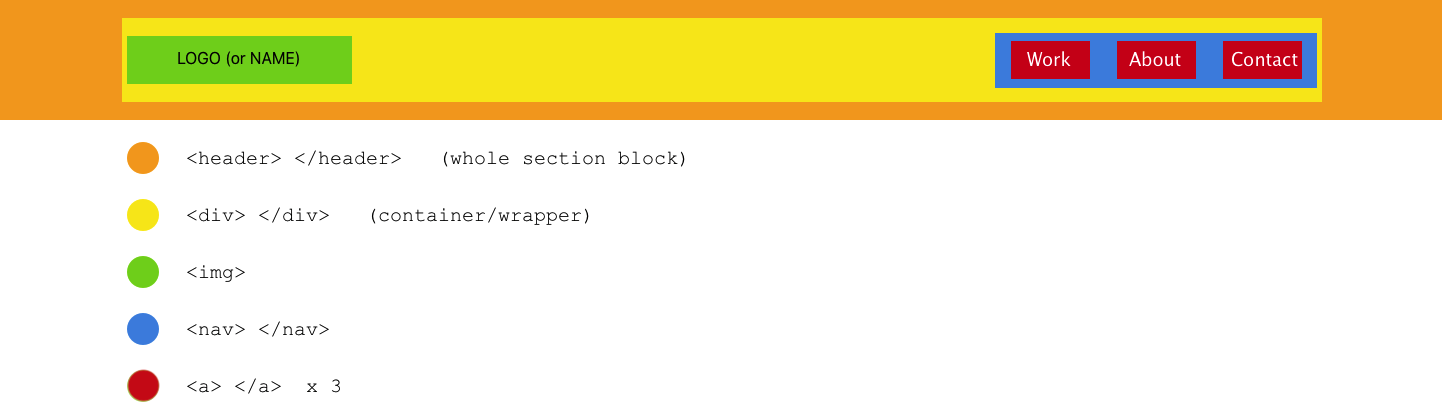 LOGO (or NAME) Work About Contact
<header> </header> (whole section block)
<div> </div> (container/wrapper)
<img>
<nav> </nav>
<a> </a> x 3